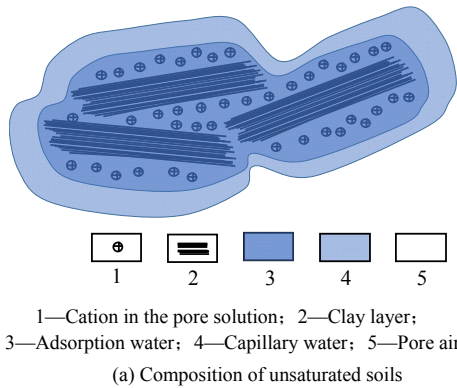 1 2 3 4 5
1—Cation in the pore solution; 2—Clay layer;
3—Adsorption water; 4—Capillary water; 5—Pore air
(a) Composition of unsaturated soils